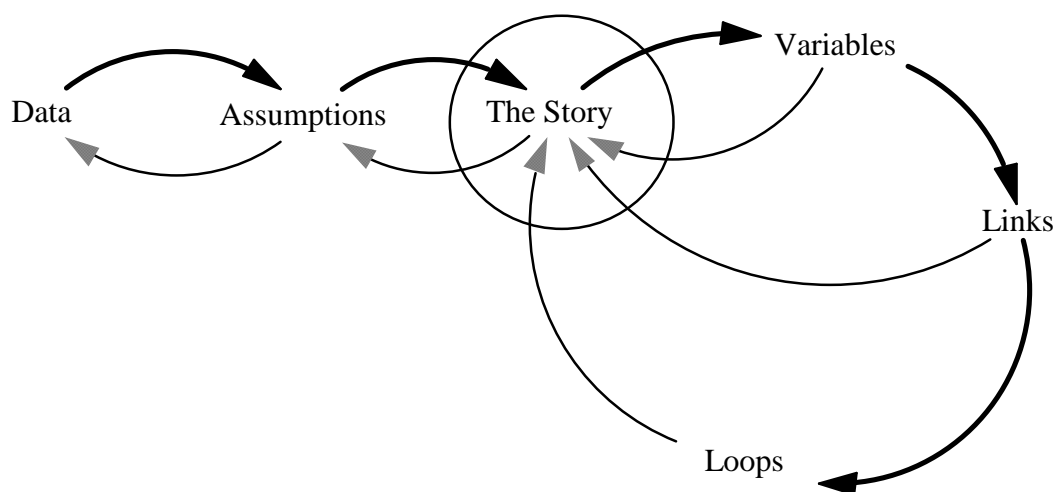 Variables
Data
Assumptions
The Story
Links
Loops